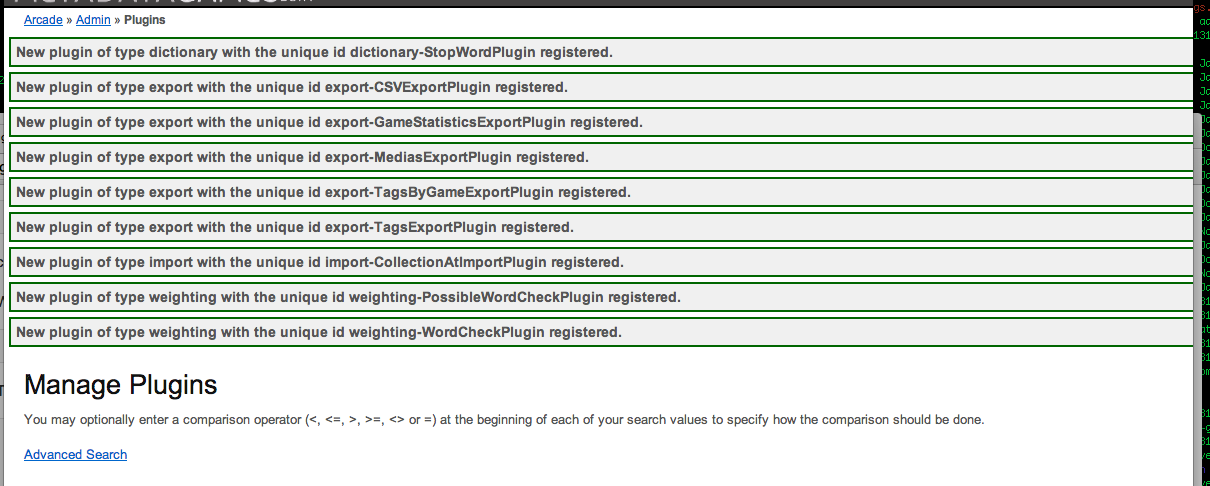 Arcade » Admin » Plugins
New plugin of type dictionary with the unique id dictionary-StopWordPlugin registered.
New plugin of type export with the unique id export-CSVExportPlugin registered.
New plugin of type export with the unique id export-GameStatisticsExportPlugin registered.
New plugin of type export with the unique id export-MediasExportPlugin registered.
New plugin of type export with the unique id export-TagsByGameExportPlugin registered.
New plugin of type export with the unique id export-TagsExportPlugin registered.
New plugin of type import with the unique id import-CollectionAtImportPlugin registered.
New plugin of type weighting with the unique id weighting-PossibleWordCheckPlugin registered.
New plugin of type weighting with the unique id weighting-WordCheckPlugin registered.
Manage Plugins
You may optionally enter a comparison operator (<, <=, >, >=, <> or =) at the beginning of each of your search values to specify how the comparison should be done.
Advanced Search